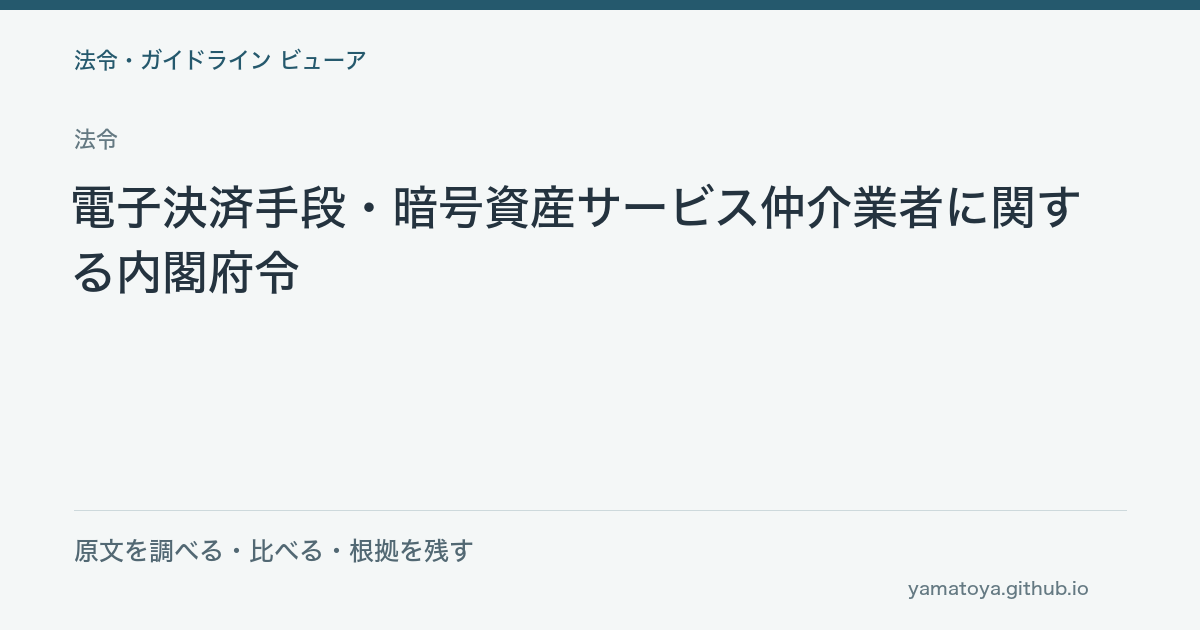 法令・ガイドライン ビューア
法令
電子決済手段・暗号資産サービス仲介業者に関す
る内閣府令
原文を調べる・比べる・根拠を残す
yamatoya.github.io